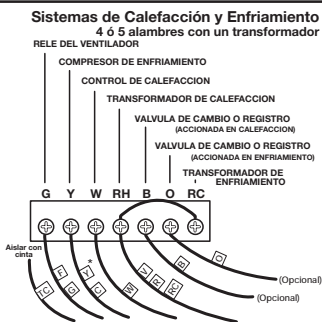 Sistemas de Calefacción y Enfriamiento
4 ó 5 alambres con un transformador
RELE DEL VENTILADOR
COMPRESOR DE ENFRIAMIENTO
CONTROL DE CALEFACCION
TRANSFORMADOR DE CALEFACCION
VALVULA DE CAMBIO O REGISTRO
(ACCIONADA EN CALEFACCION)
VALVULA DE CAMBIO O REGISTRO
(ACCIONADA EN ENFRIAMIENTO)
TRANSFORMADOR DE
ENFRIAMIENTO
G Y W RH B O RC
Aislar con
cinta
TC F G Y * C W V R RC B O
(Opcional)
(Opcional)